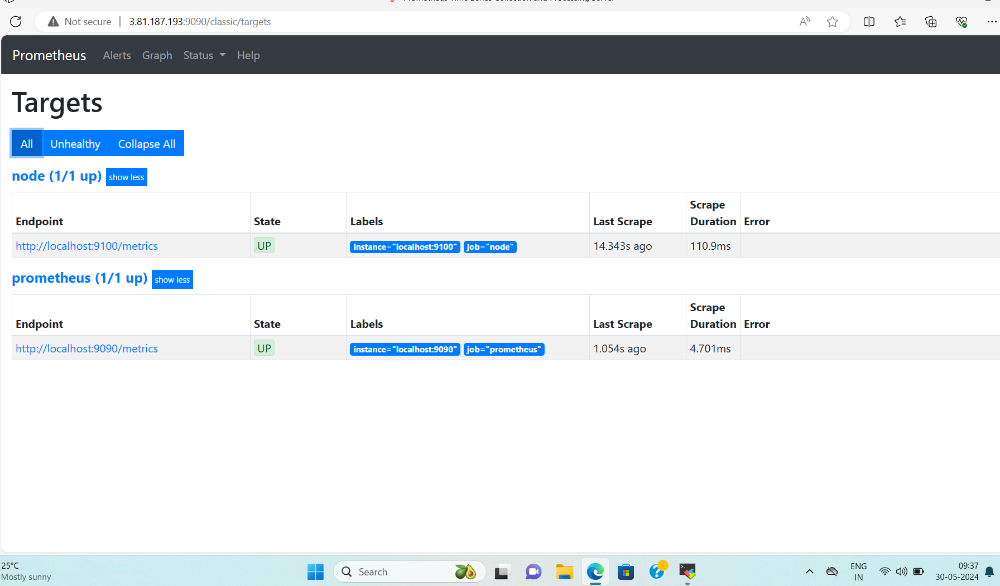 Not secure 3.81.187.193:9090/classic/targets
Prometheus Alerts Graph Status Help
Targets
All Unhealthy Collapse All
node (1/1 up) show less
Endpoint State Labels Last Scrape Scrape Duration Error
http://localhost:9100/metrics UP instance="localhost:9100" job="node" 14.343s ago 110.9ms
prometheus (1/1 up) show less
Endpoint State Labels Last Scrape Scrape Duration Error
http://localhost:9090/metrics UP instance="localhost:9090" job="prometheus" 1.054s ago 4.701ms
25°C
Mostly sunny
Search
ENG
IN
09:37
30-05-2024